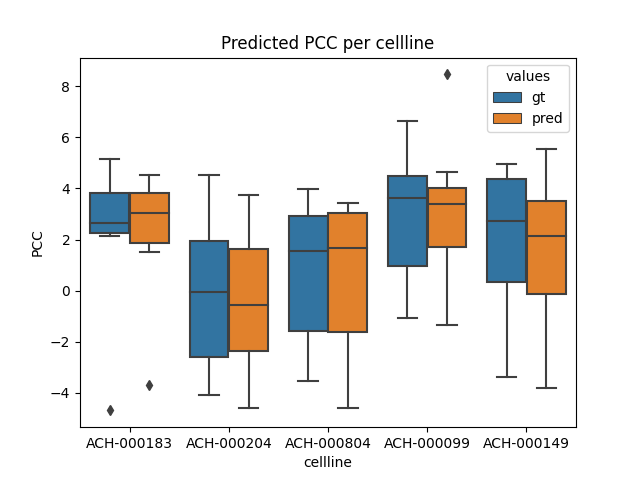 Predicted PCC per cellline
values
gt
pred
8
6
4
2
0
−2
−4
PCC
ACH-000183
ACH-000204
ACH-000804
ACH-000099
ACH-000149
cellline